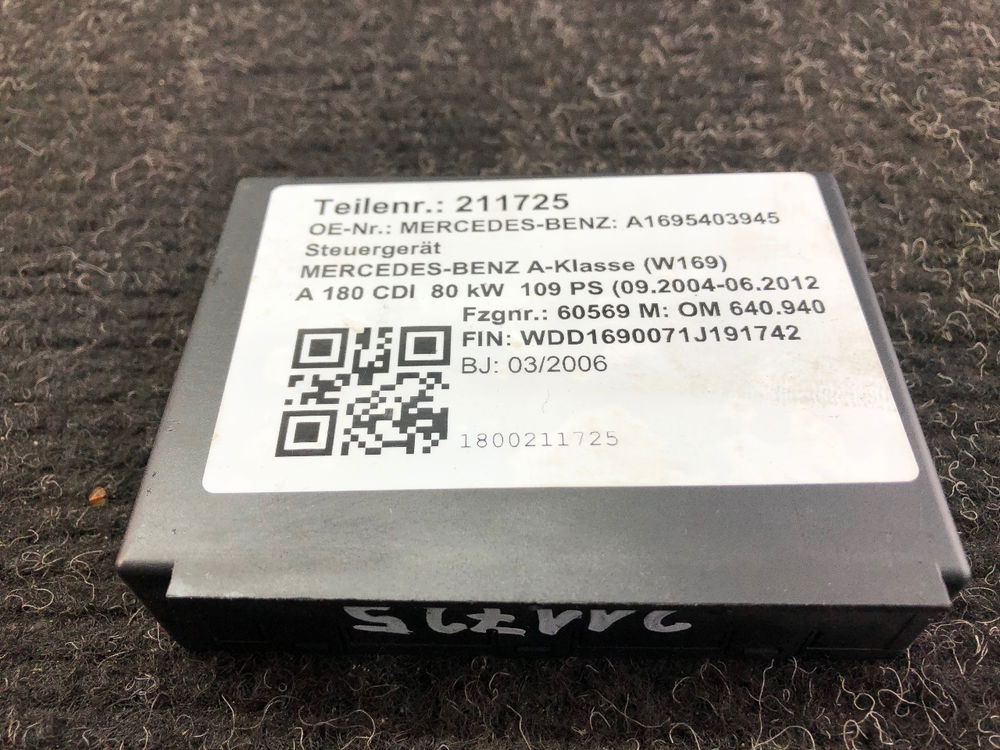 Teilenr.: 211725
OE-Nr.: MERCEDES-BENZ: A1695403945
Steuergerät
MERCEDES-BENZ A-Klasse (W169)
A 180 CDI 80 kW 109 PS (09.2004-06.2012
Fzgnr.: 60569 M: OM 640.940
FIN: WDD1690071J191742
BJ: 03/2006
1800211725
211725